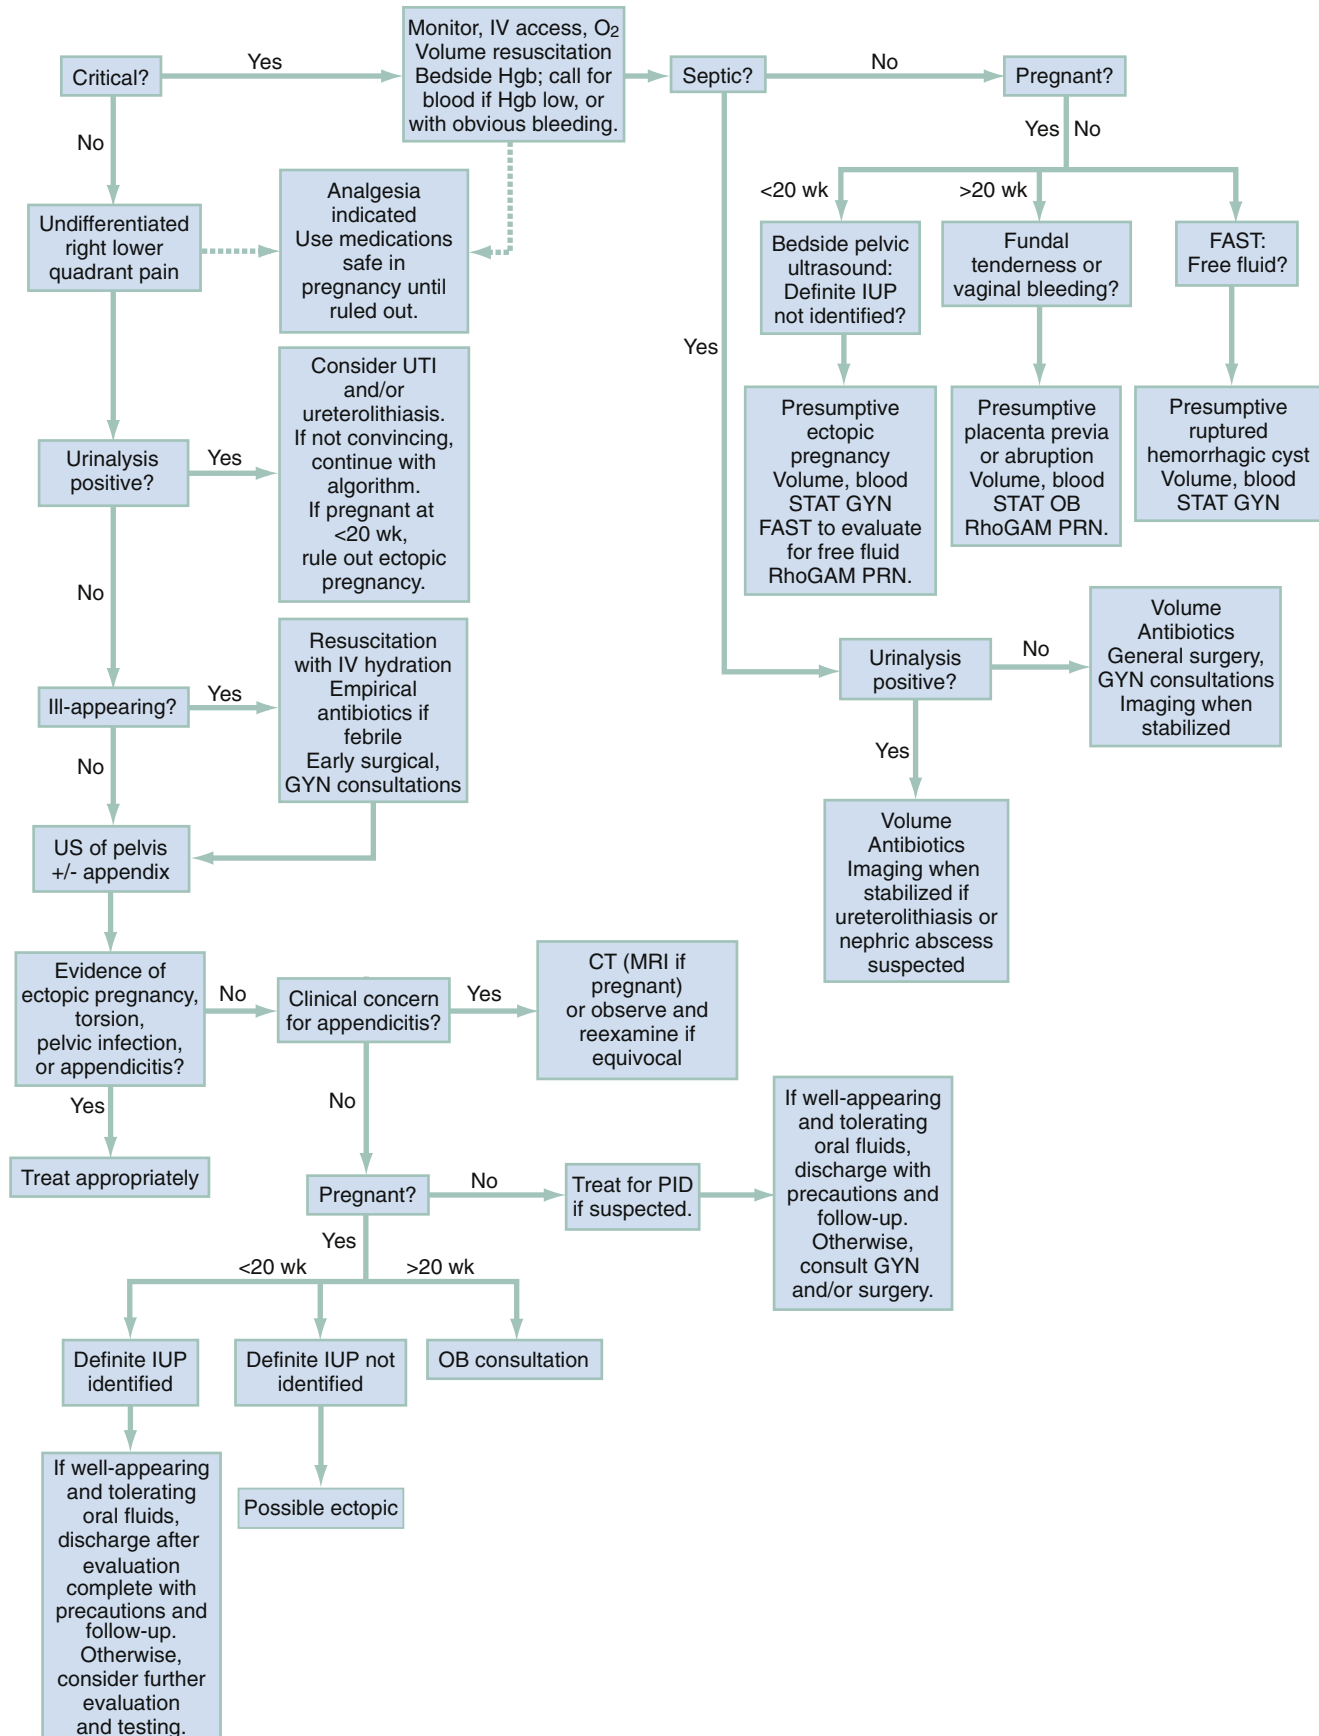 Critical?
Yes
Monitor, IV access, O2
Volume resuscitation
Bedside Hgb; call for
blood if Hgb low, or
with obvious bleeding.
Septic?
No
Pregnant?
No
Yes
No
Undifferentiated
right lower
quadrant pain
Analgesia
indicated
Use medications
safe in
pregnancy until
ruled out.
<20 wk
>20 wk
Bedside pelvic
ultrasound:
Definite IUP
not identified?
Fundal
tenderness or
vaginal bleeding?
FAST:
Free fluid?
Yes
Presumptive
ectopic
pregnancy
Volume, blood
STAT GYN
FAST to evaluate
for free fluid
RhoGAM PRN.
Presumptive
placenta previa
or abruption
Volume, blood
STAT OB
RhoGAM PRN.
Presumptive
ruptured
hemorrhagic cyst
Volume, blood
STAT GYN
Urinalysis
positive?
Yes
Consider UTI
and/or
ureterolithiasis.
If not convincing,
continue with
algorithm.
If pregnant at
<20 wk,
rule out ectopic
pregnancy.
No
Urinalysis
positive?
No
Volume
Antibiotics
General surgery,
GYN consultations
Imaging when
stabilized
Yes
Volume
Antibiotics
Imaging when
stabilized if
ureterolithiasis or
nephric abscess
suspected
Ill-appearing?
Yes
Resuscitation
with IV hydration
Empirical
antibiotics if
febrile
Early surgical,
GYN consultations
No
US of pelvis
+/- appendix
Evidence of
ectopic pregnancy,
torsion,
pelvic infection,
or appendicitis?
No
Clinical concern
for appendicitis?
Yes
CT (MRI if
pregnant)
or observe and
reexamine if
equivocal
Yes
Treat appropriately
No
Pregnant?
No
Treat for PID
if suspected.
If well-appearing
and tolerating
oral fluids,
discharge with
precautions and
follow-up.
Otherwise,
consult GYN
and/or surgery.
Yes
<20 wk
>20 wk
Definite IUP
identified
Definite IUP not
identified
OB consultation
If well-appearing
and tolerating
oral fluids,
discharge after
evaluation
complete with
precautions and
follow-up.
Otherwise,
consider further
evaluation
and testing.
Possible ectopic